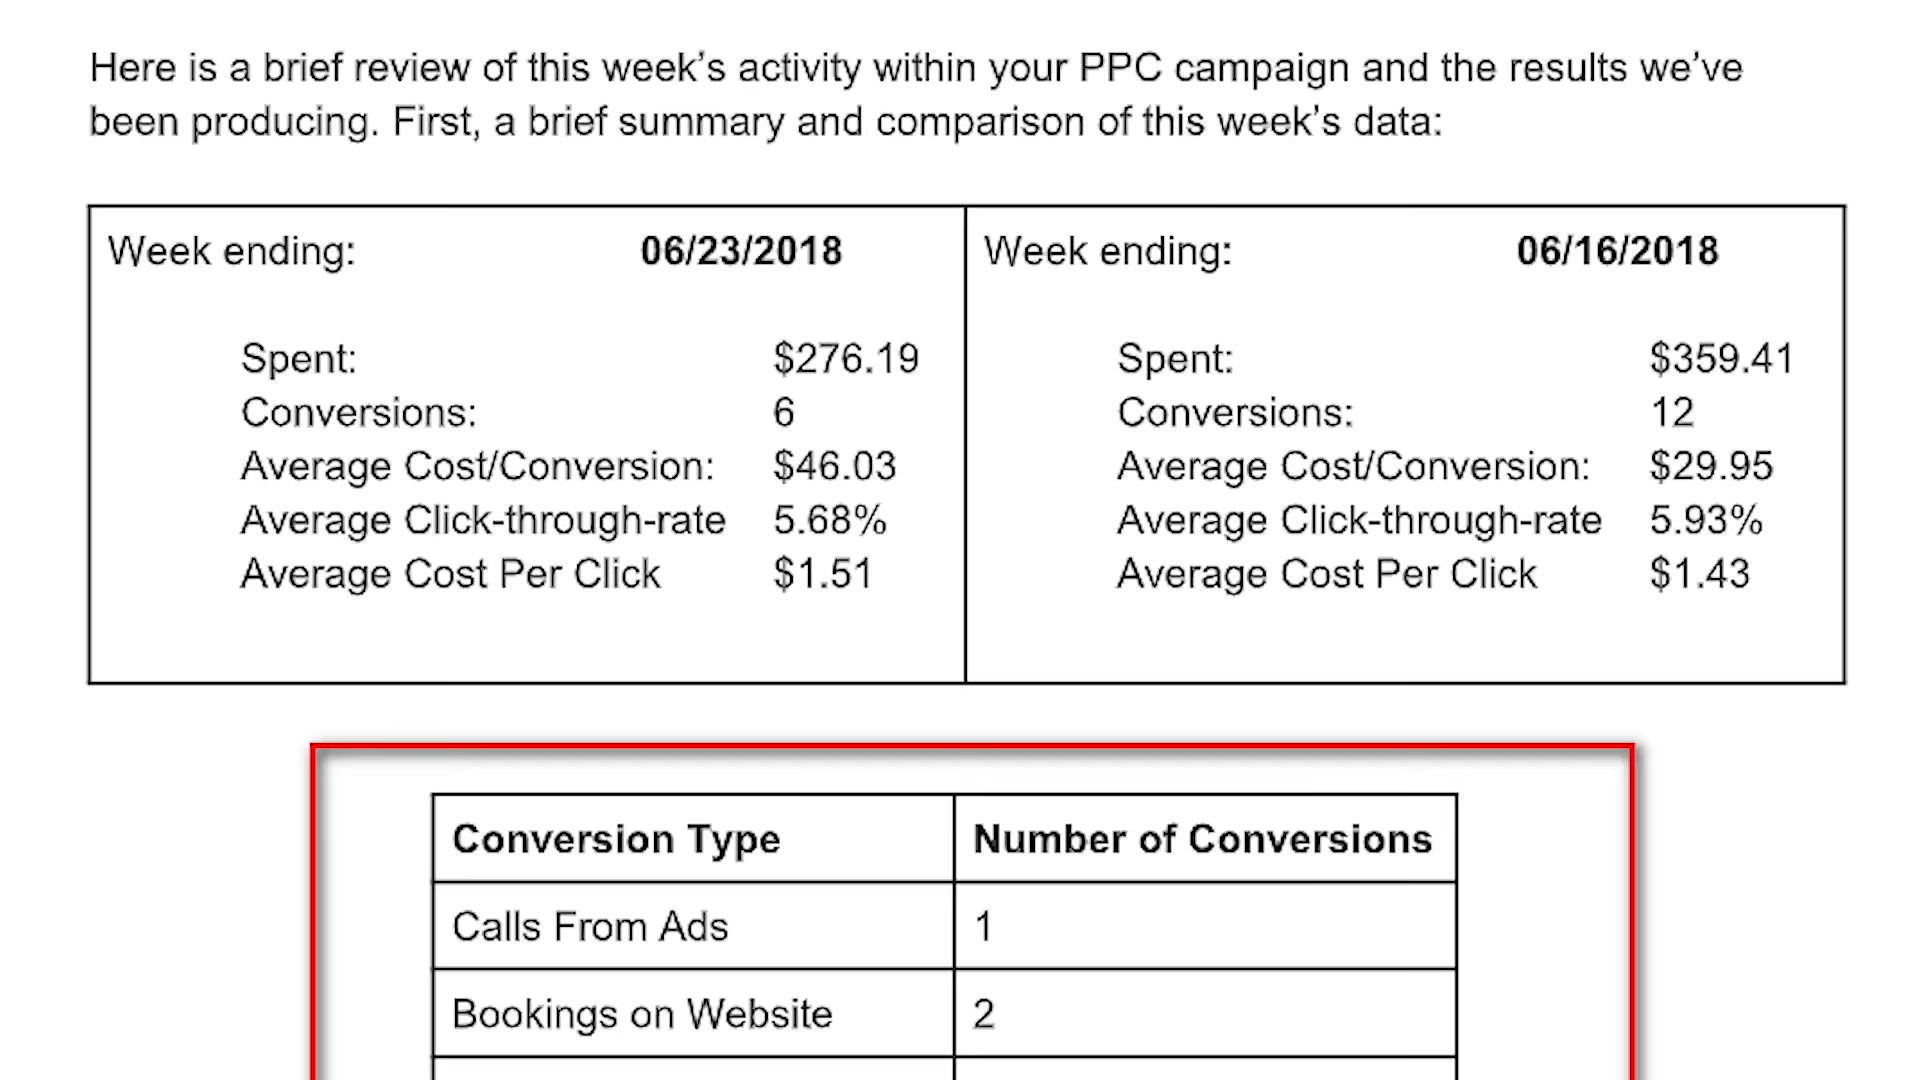 Here is a brief review of this week’s activity within your PPC campaign and the results we’ve
been producing. First, a brief summary and comparison of this week’s data:
Week ending: 06/23/2018
Spent: $276.19
Conversions: 6
Average Cost/Conversion: $46.03
Average Click-through-rate 5.68%
Average Cost Per Click $1.51
Week ending: 06/16/2018
Spent: $359.41
Conversions: 12
Average Cost/Conversion: $29.95
Average Click-through-rate 5.93%
Average Cost Per Click $1.43
Conversion Type Number of Conversions
Calls From Ads 1
Bookings on Website 2